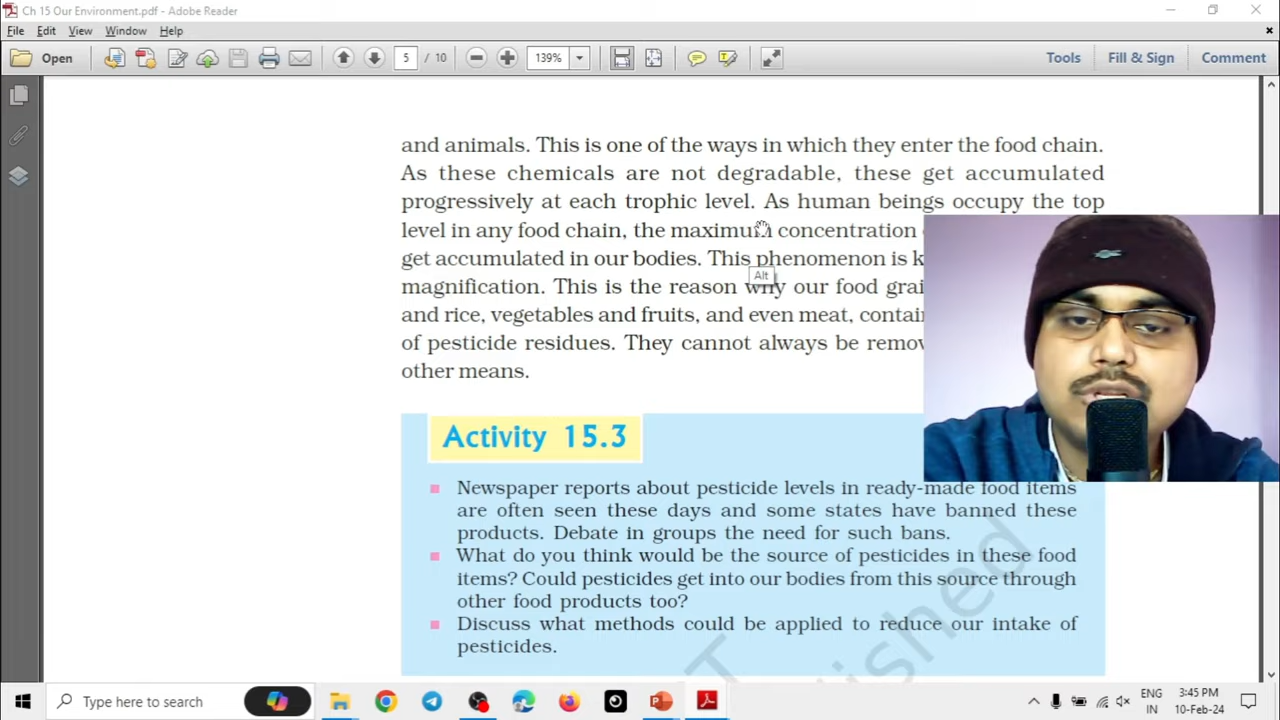 Ch 15 Our Environment.pdf - Adobe Reader
File Edit View Window Help
Open 5 / 10 139% Tools Fill & Sign Comment
and animals. This is one of the ways in which they enter the food chain.
As these chemicals are not degradable, these get accumulated
progressively at each trophic level. As human beings occupy the top
level in any food chain, the maximum concentration
get accumulated in our bodies. This phenomenon is k
Alt
magnification. This is the reason why our food grai
and rice, vegetables and fruits, and even meat, contai
of pesticide residues. They cannot always be remov
other means.
Activity 15.3
Newspaper reports about pesticide levels in ready-made food items
are often seen these days and some states have banned these
products. Debate in groups the need for such bans.
What do you think would be the source of pesticides in these food
items? Could pesticides get into our bodies from this source through
other food products too?
Discuss what methods could be applied to reduce our intake of
pesticides.
Type here to search
ENG
IN
3:45 PM
10-Feb-24